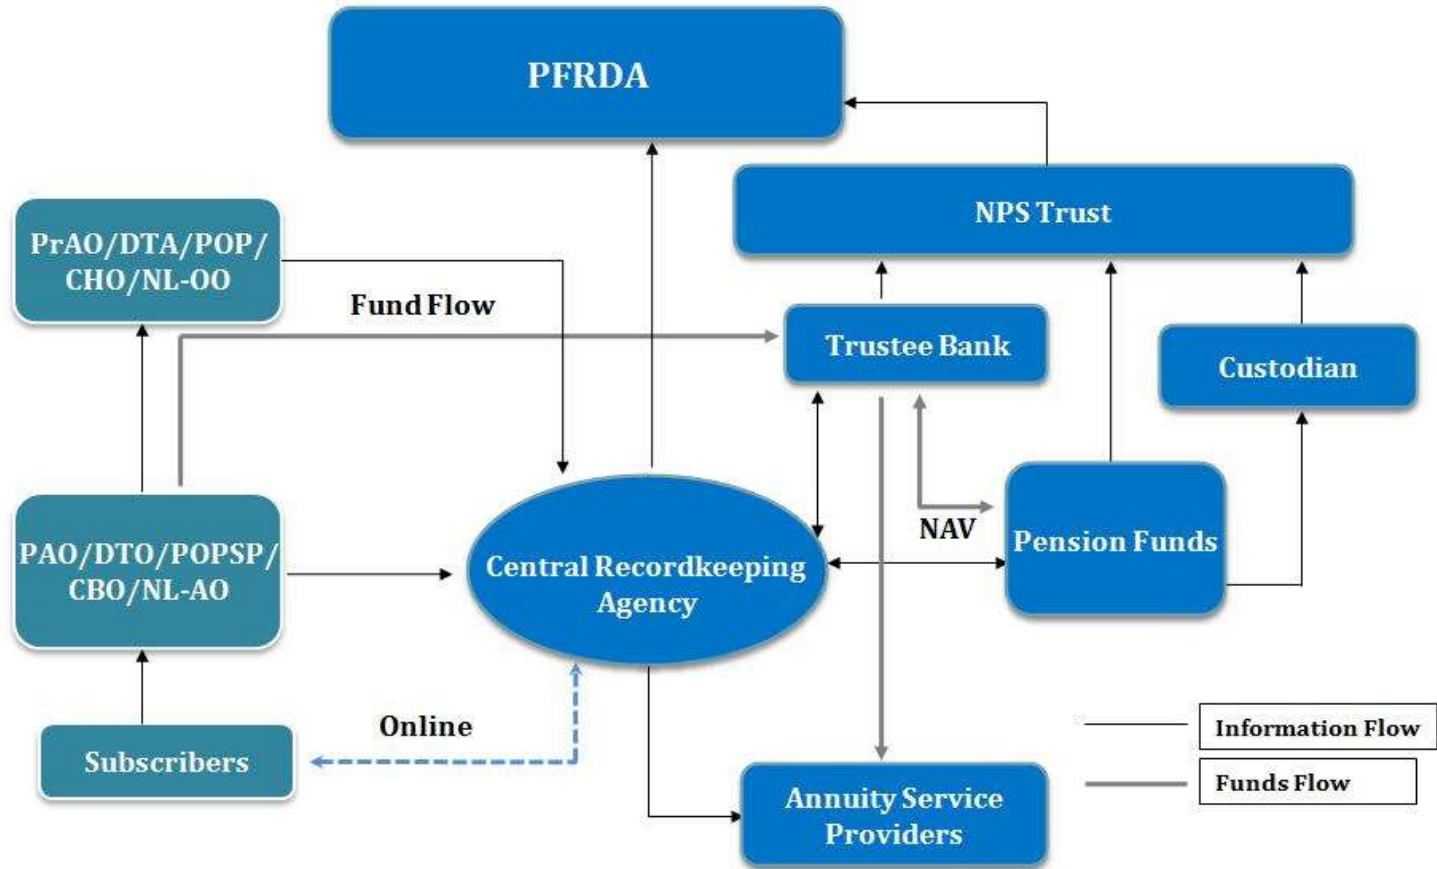 PFRDA
NPS Trust
PrAO/DTA/POP/
CHO/NL-OO
Fund Flow
Trustee Bank
Custodian
PAO/DTO/POPSP/
CBO/NL-AO
Central Recordkeeping
Agency
NAV
Pension Funds
Online
Subscribers
Annuity Service
Providers
Information Flow
Funds Flow